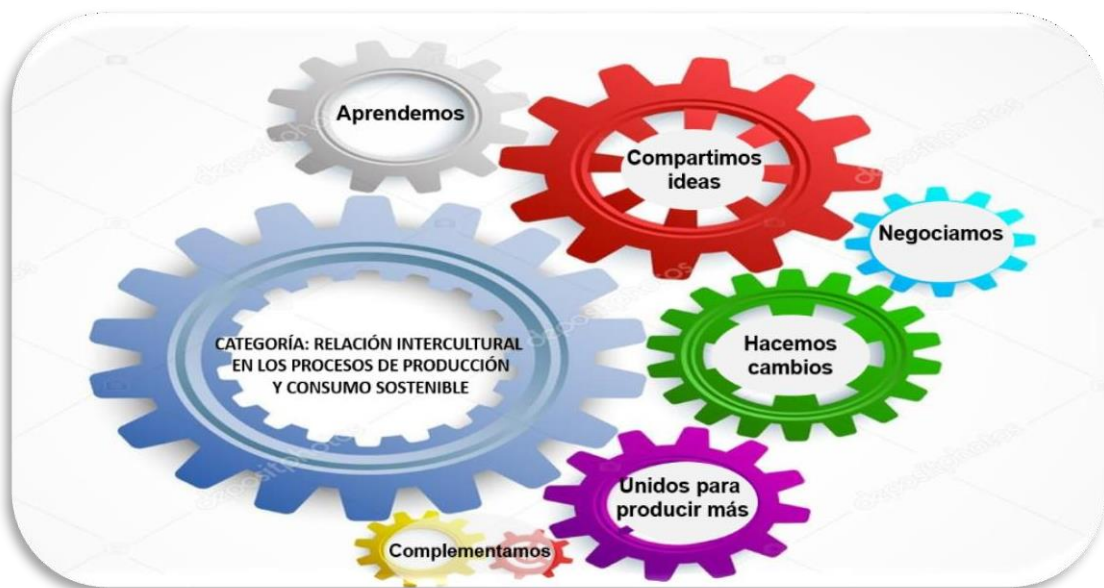 Aprendemos
Compartimos
ideas
Negociamos
CATEGORÍA: RELACIÓN INTERCULTURAL
EN LOS PROCESOS DE PRODUCCIÓN
Y CONSUMO SOSTENIBLE
Hacemos
cambios
Unidos para
producir más
Complementamos
depositphotos